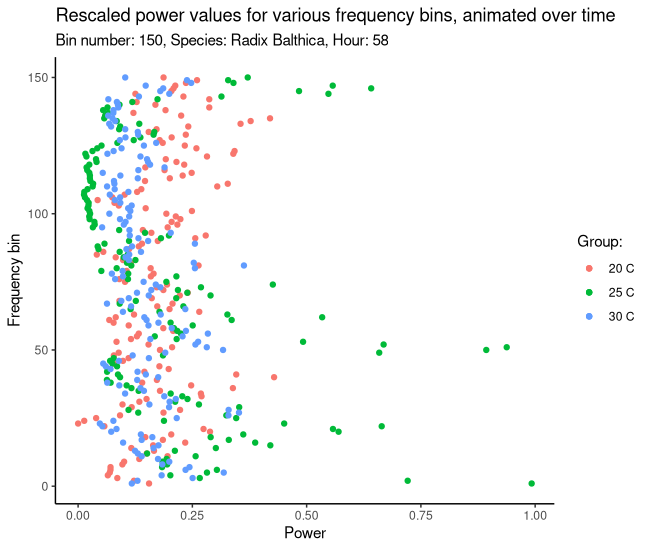 Rescaled power values for various frequency bins, animated over time
Bin number: 150, Species: Radix Balthica, Hour: 58
150
100
50
0
Frequency bin
0.00
0.25
0.50
0.75
1.00
Power
Group:
20 C
25 C
30 C